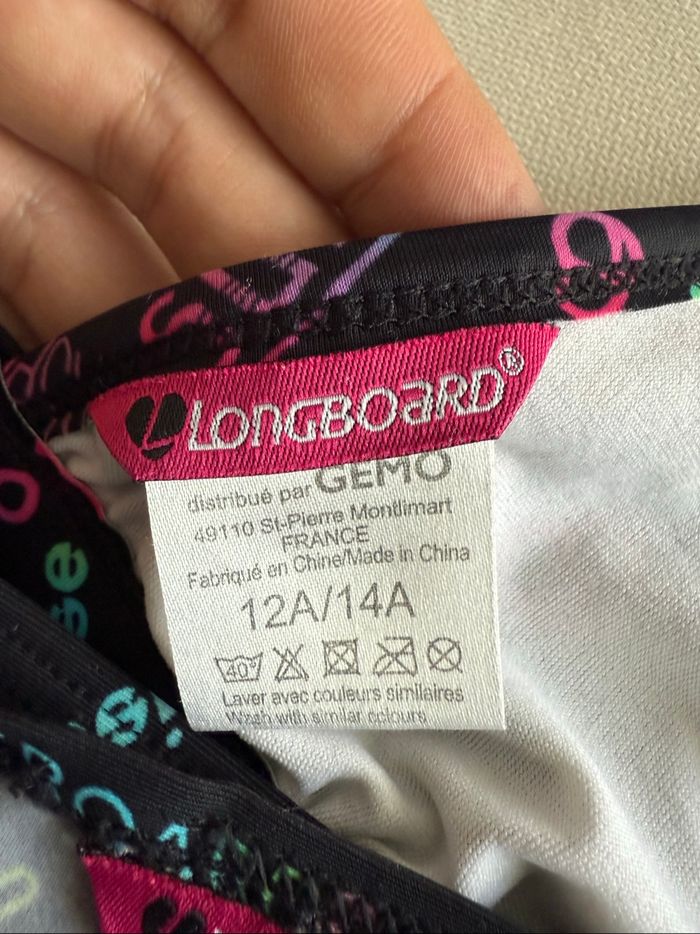 LONGBOARD®
distribué par GEMO
49110 St-Pierre Montlimart
FRANCE
Fabriqué en Chine/Made in China
12A/14A
40°
Laver avec couleurs similaires
Wash with similar colours
se